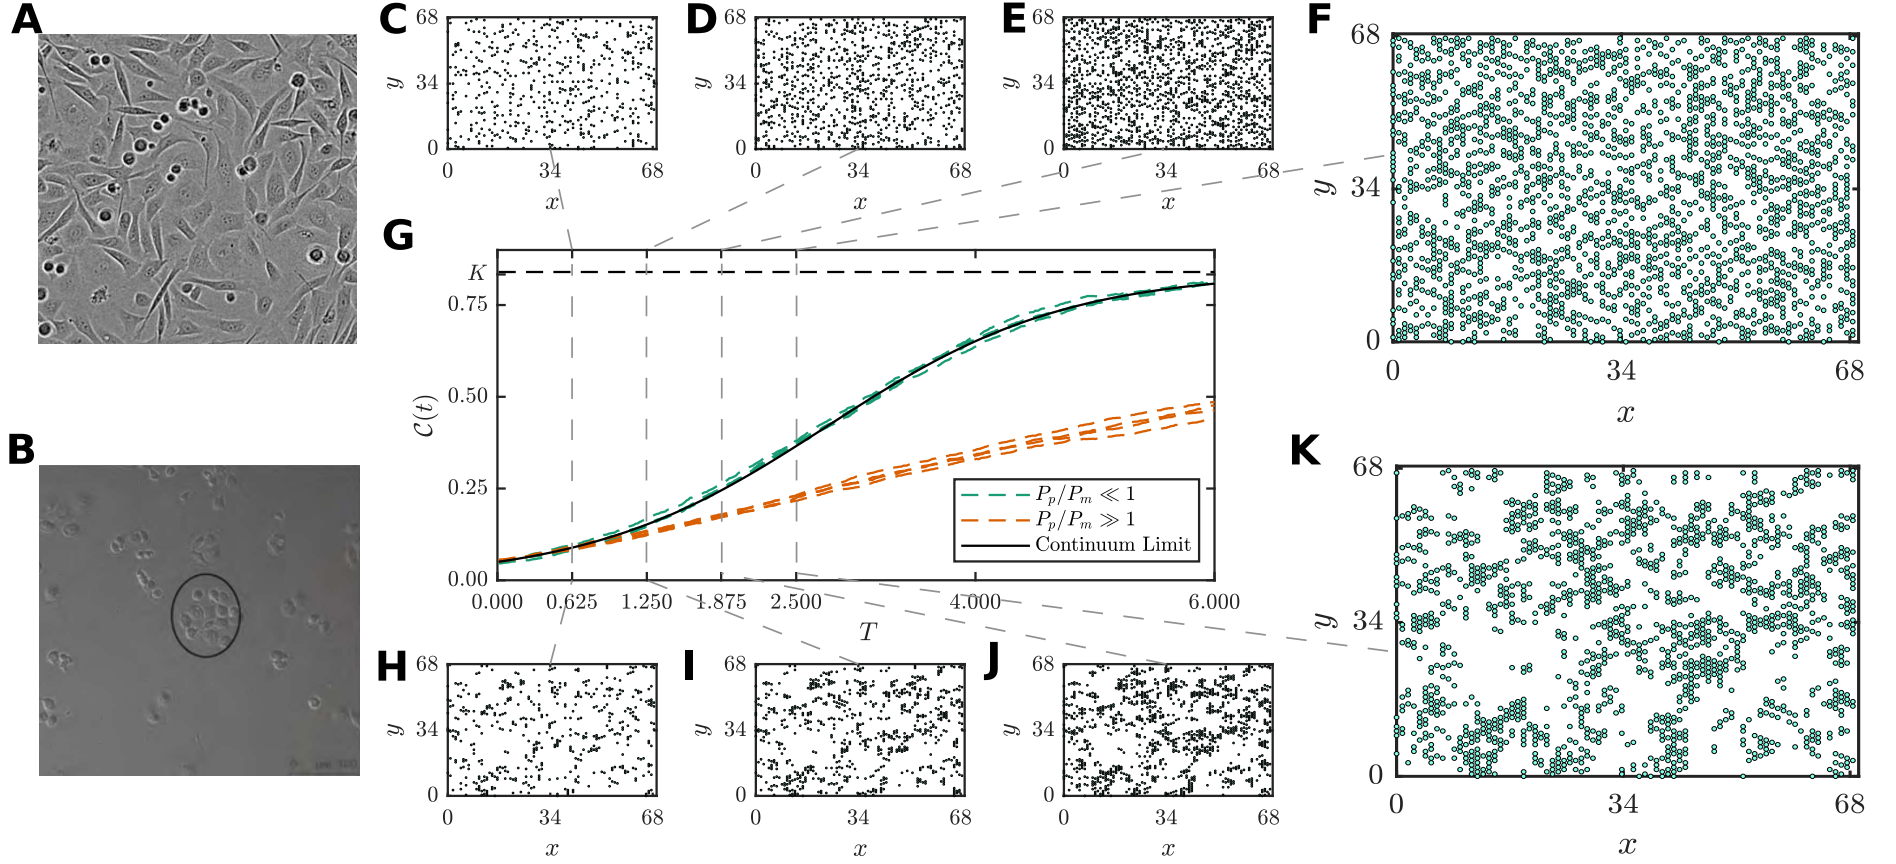 A
B
C
68
34
0
y
0 34 68
x
D
68
34
0
y
0 34 68
x
E
68
34
0
y
0 34 68
x
F
68
34
0
y
0 34 68
x
G
K
0.75
0.50
0.25
0.00
C(t)
0.000 0.625 1.250 1.875 2.500 4.000 6.000
T
P_p/P_m ≪ 1
P_p/P_m ≫ 1
Continuum Limit
H
68
34
0
y
0 34 68
x
I
68
34
0
y
0 34 68
x
J
68
34
0
y
0 34 68
x
K
68
34
0
y
0 34 68
x